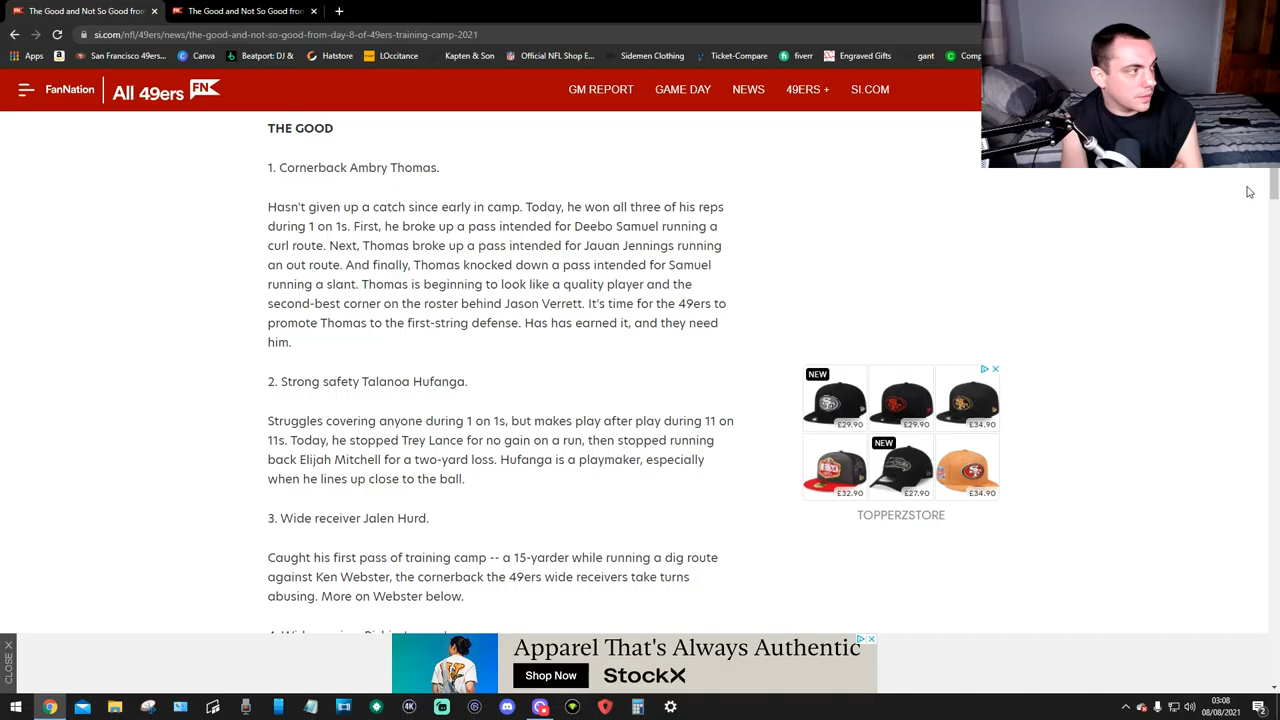 The Good and Not So Good from D
The Good and Not So Good from D
si.com/nfl/49ers/news/the-good-and-not-so-good-from-day-8-of-49ers-training-camp-2021
Apps
San Francisco 49ers...
Canva
Beatport: DJ &
Hatstore
LOccitance
Kapten & Son
Official NFL Shop E...
Sidemen Clothing
Ticket-Compare
fiverr
Engraved Gifts
gant
FanNation
All 49ers FN
GM REPORT
GAME DAY
NEWS
49ERS +
SI.COM
THE GOOD
1. Cornerback Ambry Thomas.
Hasn't given up a catch since early in camp. Today, he won all three of his reps
during 1 on 1s. First, he broke up a pass intended for Deebo Samuel running a
curl route. Next, Thomas broke up a pass intended for Jauan Jennings running
an out route. And finally, Thomas knocked down a pass intended for Samuel
running a slant. Thomas is beginning to look like a quality player and the
second-best corner on the roster behind Jason Verrett. It's time for the 49ers to
promote Thomas to the first-string defense. Has has earned it, and they need
him.
2. Strong safety Talanoa Hufanga.
Struggles covering anyone during 1 on 1s, but makes play after play during 11 on
11s. Today, he stopped Trey Lance for no gain on a run, then stopped running
back Elijah Mitchell for a two-yard loss. Hufanga is a playmaker, especially
when he lines up close to the ball.
3. Wide receiver Jalen Hurd.
Caught his first pass of training camp -- a 15-yarder while running a dig route
against Ken Webster, the cornerback the 49ers wide receivers take turns
abusing. More on Webster below.
NEW
£29.90
£29.90
£34.90
NEW
£32.90
£27.90
£34.90
TOPPERZSTORE
CLOSE X
Apparel That's Always Authentic
Shop Now
StockX
03:08
08/08/2021